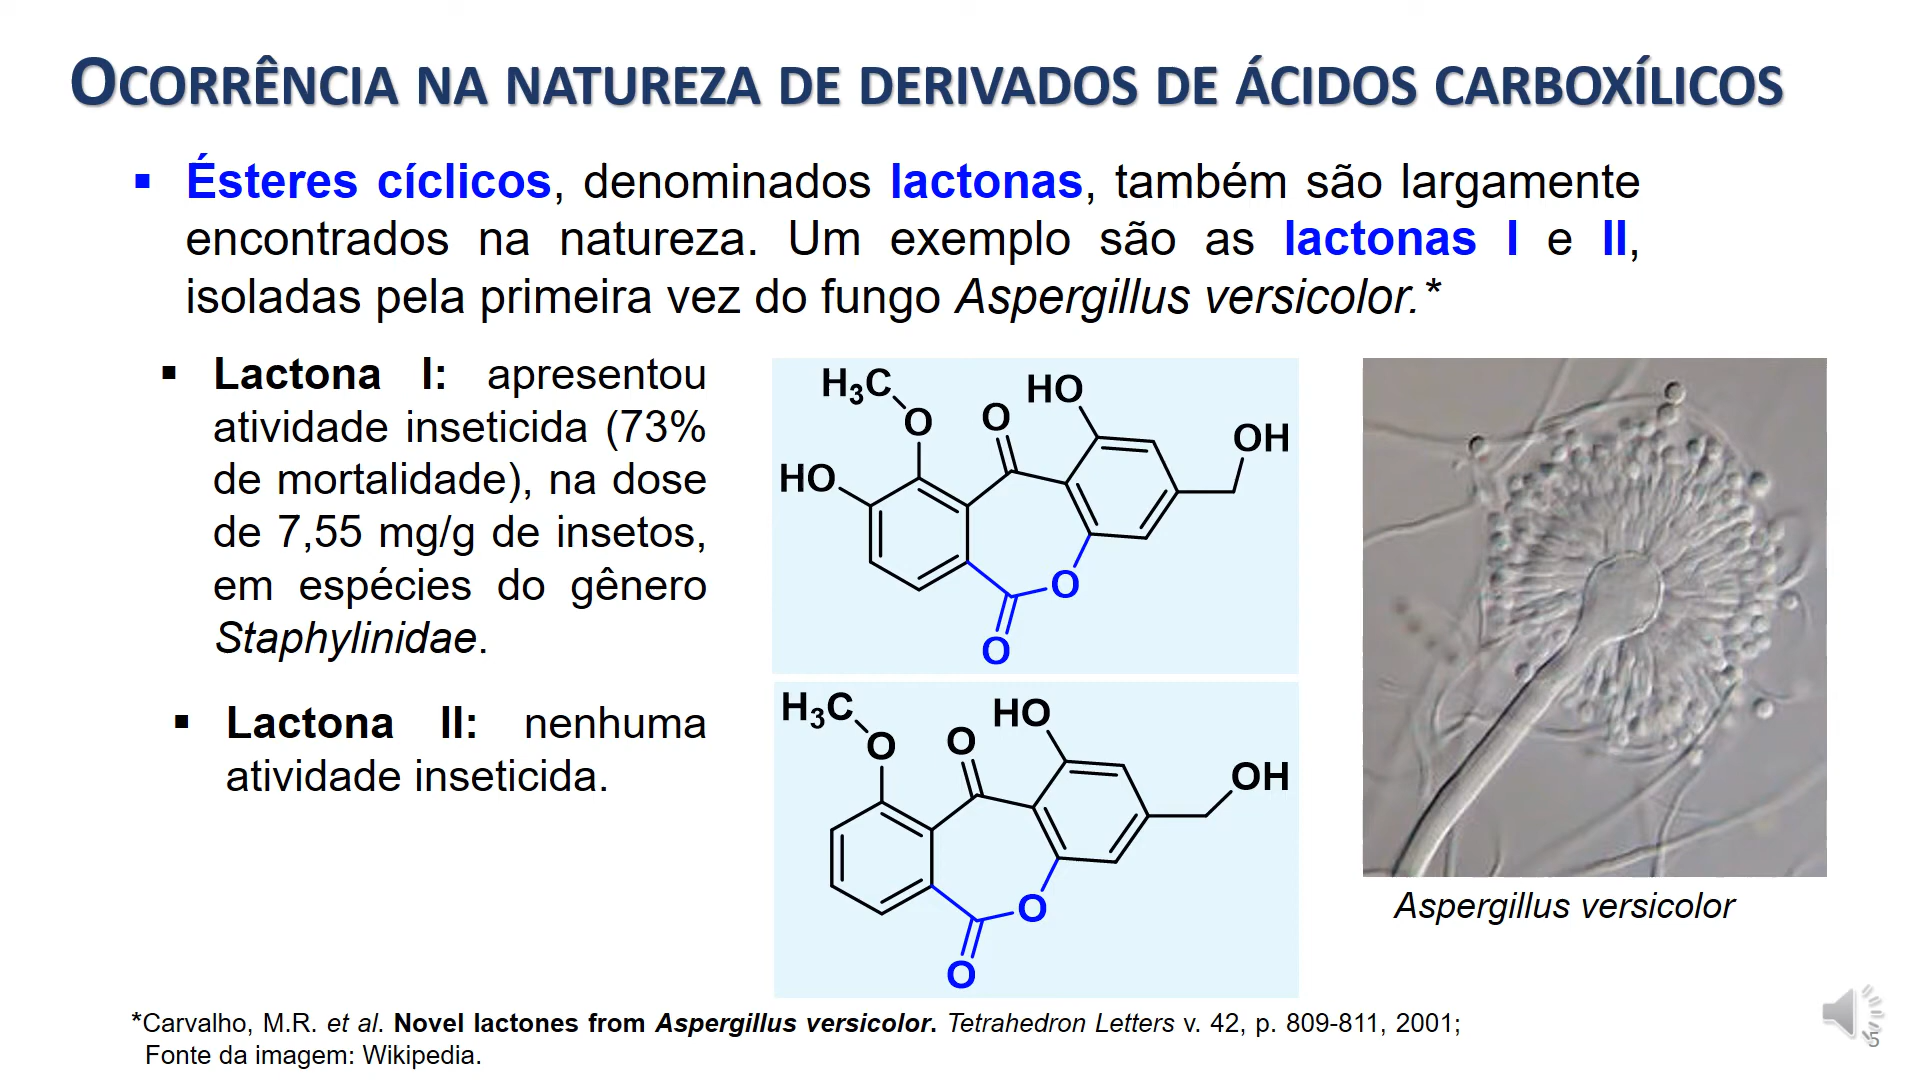 OCORRÊNCIA NA NATUREZA DE DERIVADOS DE ÁCIDOS CARBOXÍLICOS
▪ Ésteres cíclicos, denominados lactonas, também são largamente
encontrados na natureza. Um exemplo são as lactonas I e II,
isoladas pela primeira vez do fungo Aspergillus versicolor.*
▪ Lactona I: apresentou
atividade inseticida (73%
de mortalidade), na dose
de 7,55 mg/g de insetos,
em espécies do gênero
Staphylinidae.
▪ Lactona II: nenhuma
atividade inseticida.
H₃C
HO
O
O
OH
HO
O
O
H₃C
HO
O
O
OH
O
O
Aspergillus versicolor
*Carvalho, M.R. et al. Novel lactones from Aspergillus versicolor. Tetrahedron Letters v. 42, p. 809-811, 2001;
Fonte da imagem: Wikipedia.
5